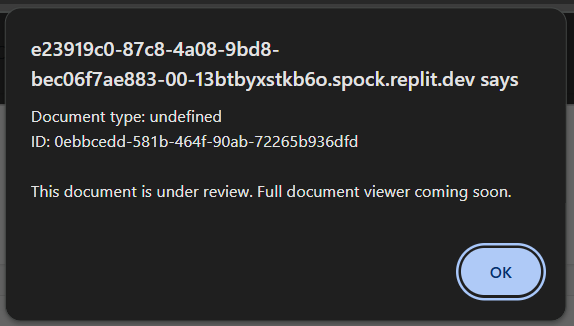 e23919c0-87c8-4a08-9bd8-
bec06f7ae883-00-13btbyxstkb6o.spock.replit.dev says
Document type: undefined
ID: 0ebbcedd-581b-464f-90ab-72265b936dfd
This document is under review. Full document viewer coming soon.
OK